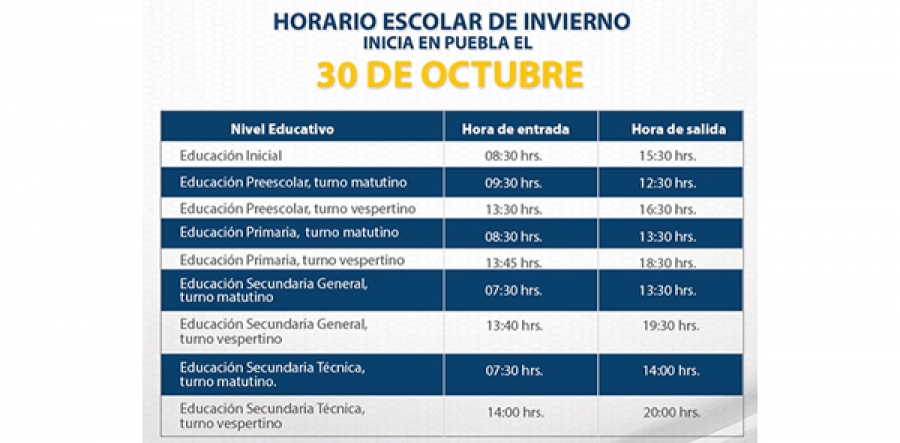 HORARIO ESCOLAR DE INVIERNO
INICIA EN PUEBLA EL
30 DE OCTUBRE
Nivel Educativo Hora de entrada Hora de salida
Educación Inicial 08:30 hrs. 15:30 hrs.
Educación Preescolar, turno matutino 09:30 hrs. 12:30 hrs.
Educación Preescolar, turno vespertino 13:30 hrs. 16:30 hrs.
Educación Primaria, turno matutino 08:30 hrs. 13:30 hrs.
Educación Primaria, turno vespertino 13:45 hrs. 18:30 hrs.
Educación Secundaria General,
turno matutino 07:30 hrs. 13:30 hrs.
Educación Secundaria General,
turno vespertino 13:40 hrs. 19:30 hrs.
Educación Secundaria Técnica,
turno matutino. 07:30 hrs. 14:00 hrs.
Educación Secundaria Técnica,
turno vespertino 14:00 hrs. 20:00 hrs.